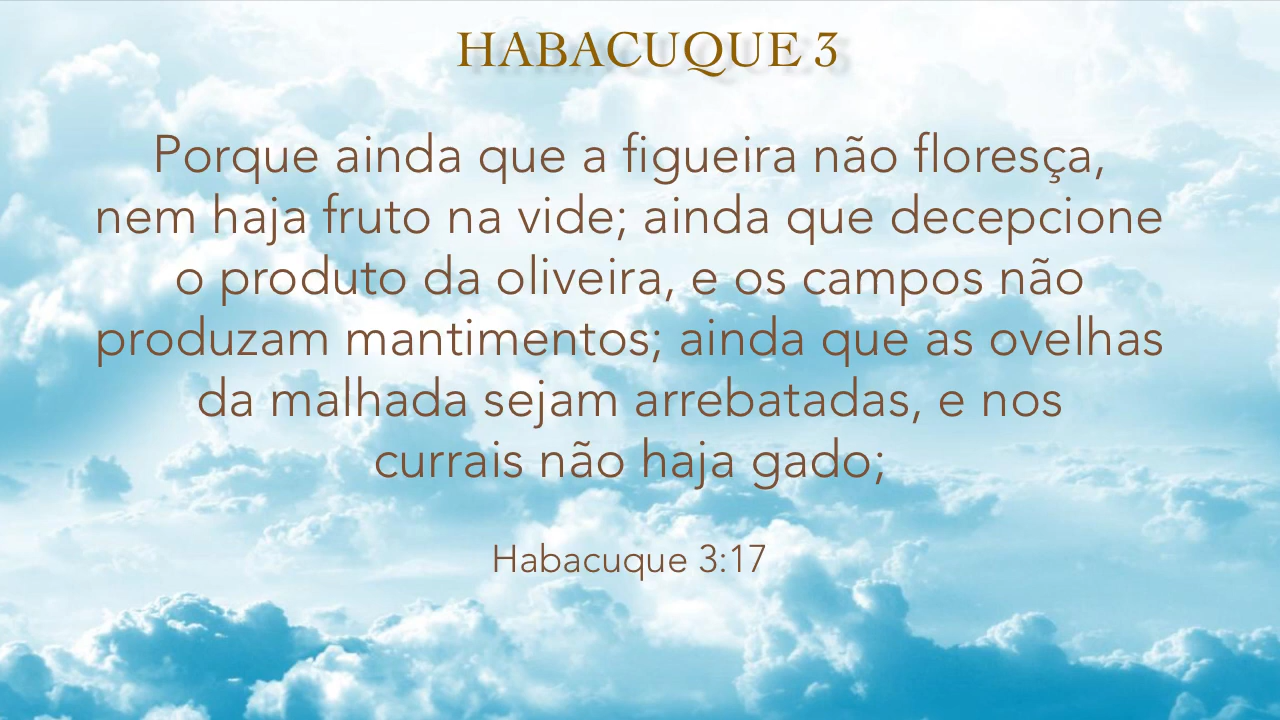 HABACUQUE 3
Porque ainda que a figueira não floresça,
nem haja fruto na vide; ainda que decepcione
o produto da oliveira, e os campos não
produzam mantimentos; ainda que as ovelhas
da malhada sejam arrebatadas, e nos
currais não haja gado;
Habacuque 3:17